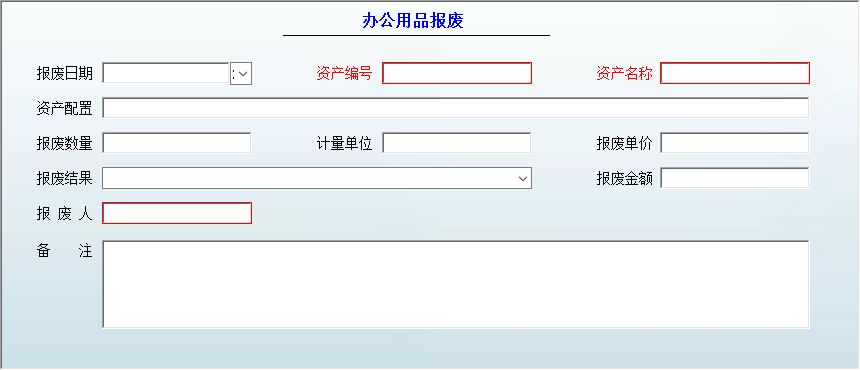 办公用品报废
报废日期 资产编号 资产名称
资产配置
报废数量 计量单位 报废单价
报废结果 报废金额
报 废 人
备 注